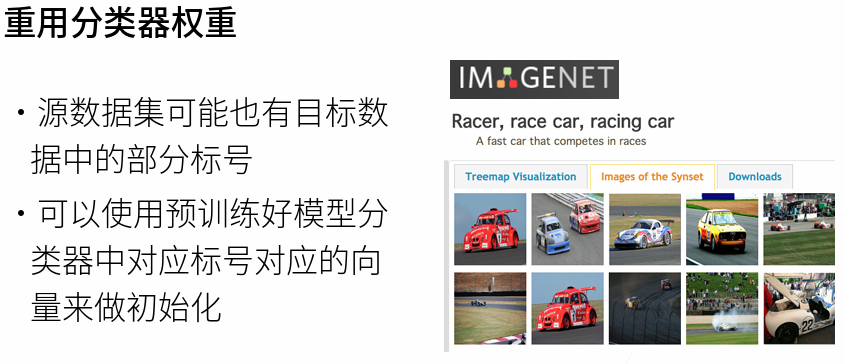 重用分类器权重
• 源数据集可能也有目标数
据中的部分标号
• 可以使用预训练好模型分
类器中对应标号对应的向
量来做初始化
IMAGENET
Racer, race car, racing car
A fast car that competes in races
Treemap Visualization
Images of the Synset
Downloads
22